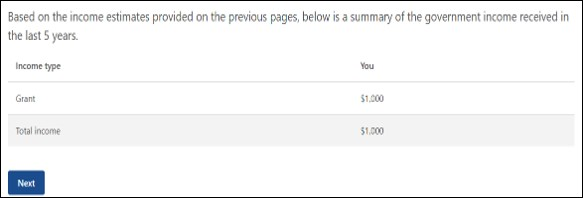 Based on the income estimates provided on the previous pages, below is a summary of the government income received in
the last 5 years.
Income type You
Grant $1,000
Total income $1,000
Next